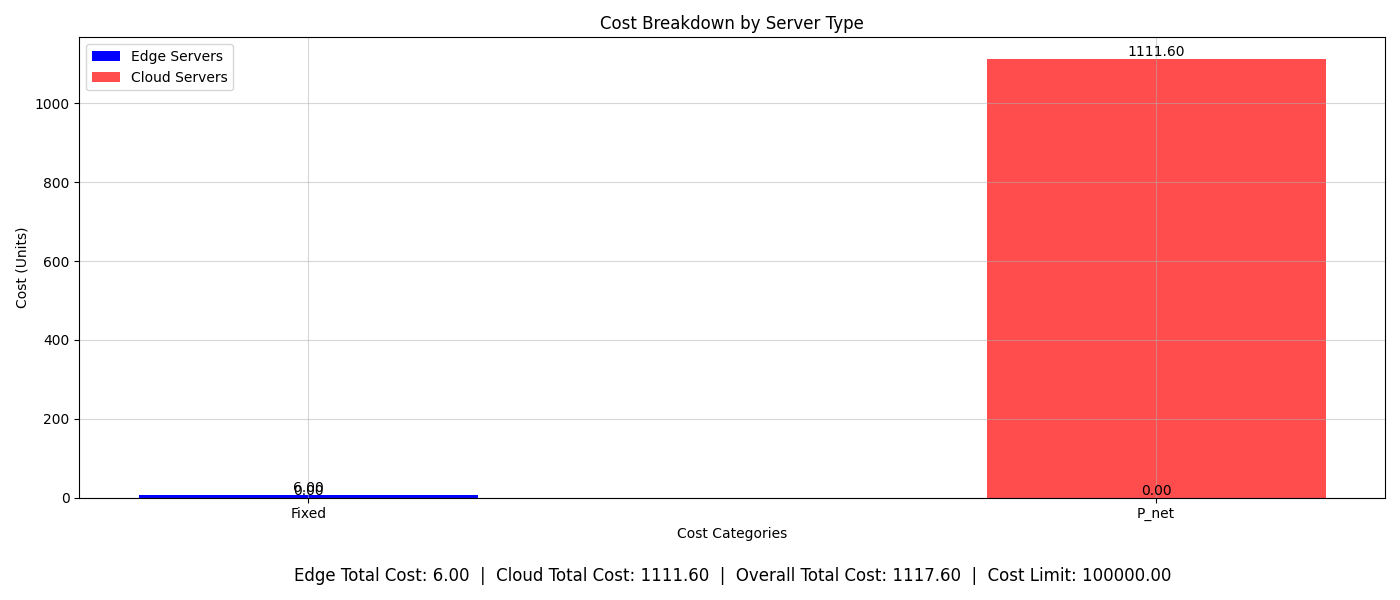 Cost Breakdown by Server Type
Edge Servers
Cloud Servers
1111.60
1000
800
600
400
200
0
Cost (Units)
6.00
0.00
0.00
Fixed
P_net
Cost Categories
Edge Total Cost: 6.00 | Cloud Total Cost: 1111.60 | Overall Total Cost: 1117.60 | Cost Limit: 100000.00